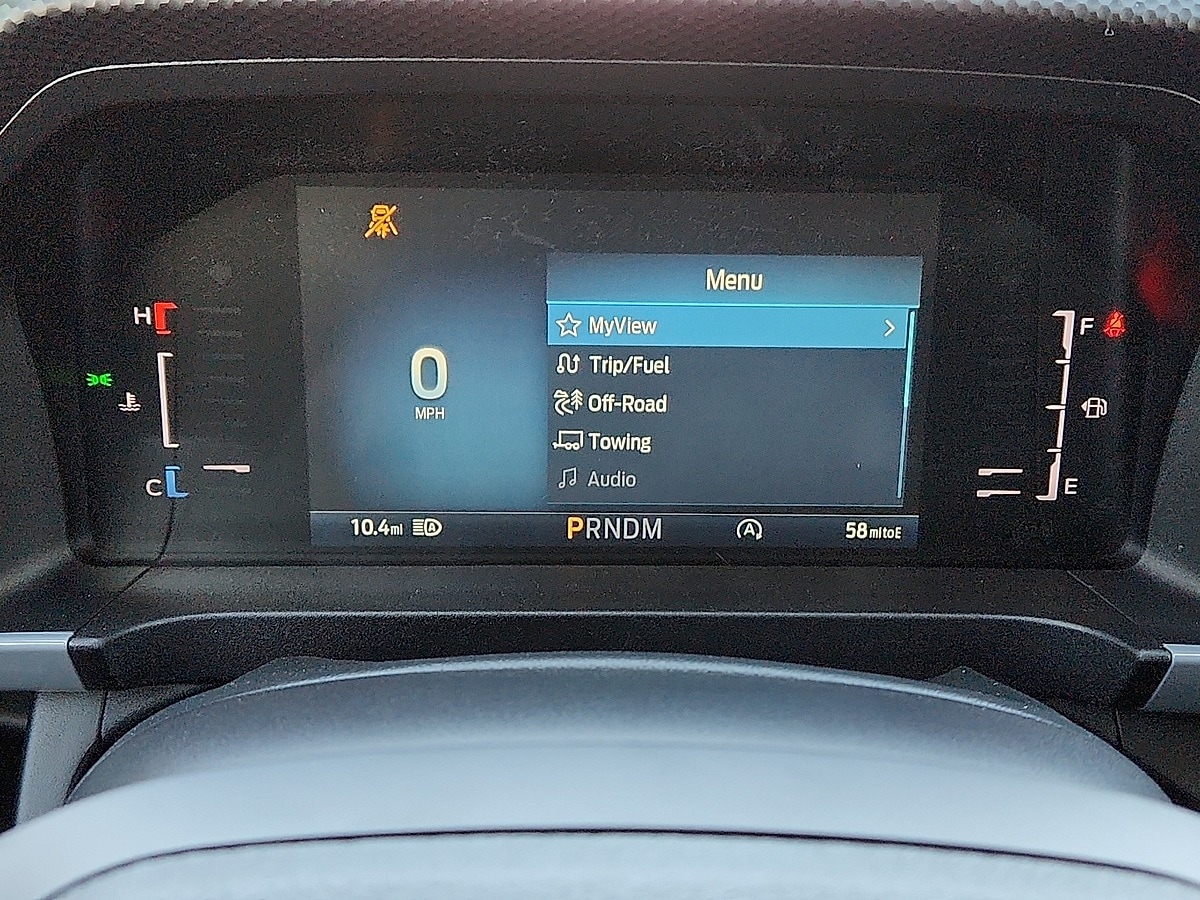 Menu
H
MyView
F
Trip/Fuel
0
Off-Road
MPH
Towing
C
Audio
E
10.4mi
A
PRNDM
A
58mitoE